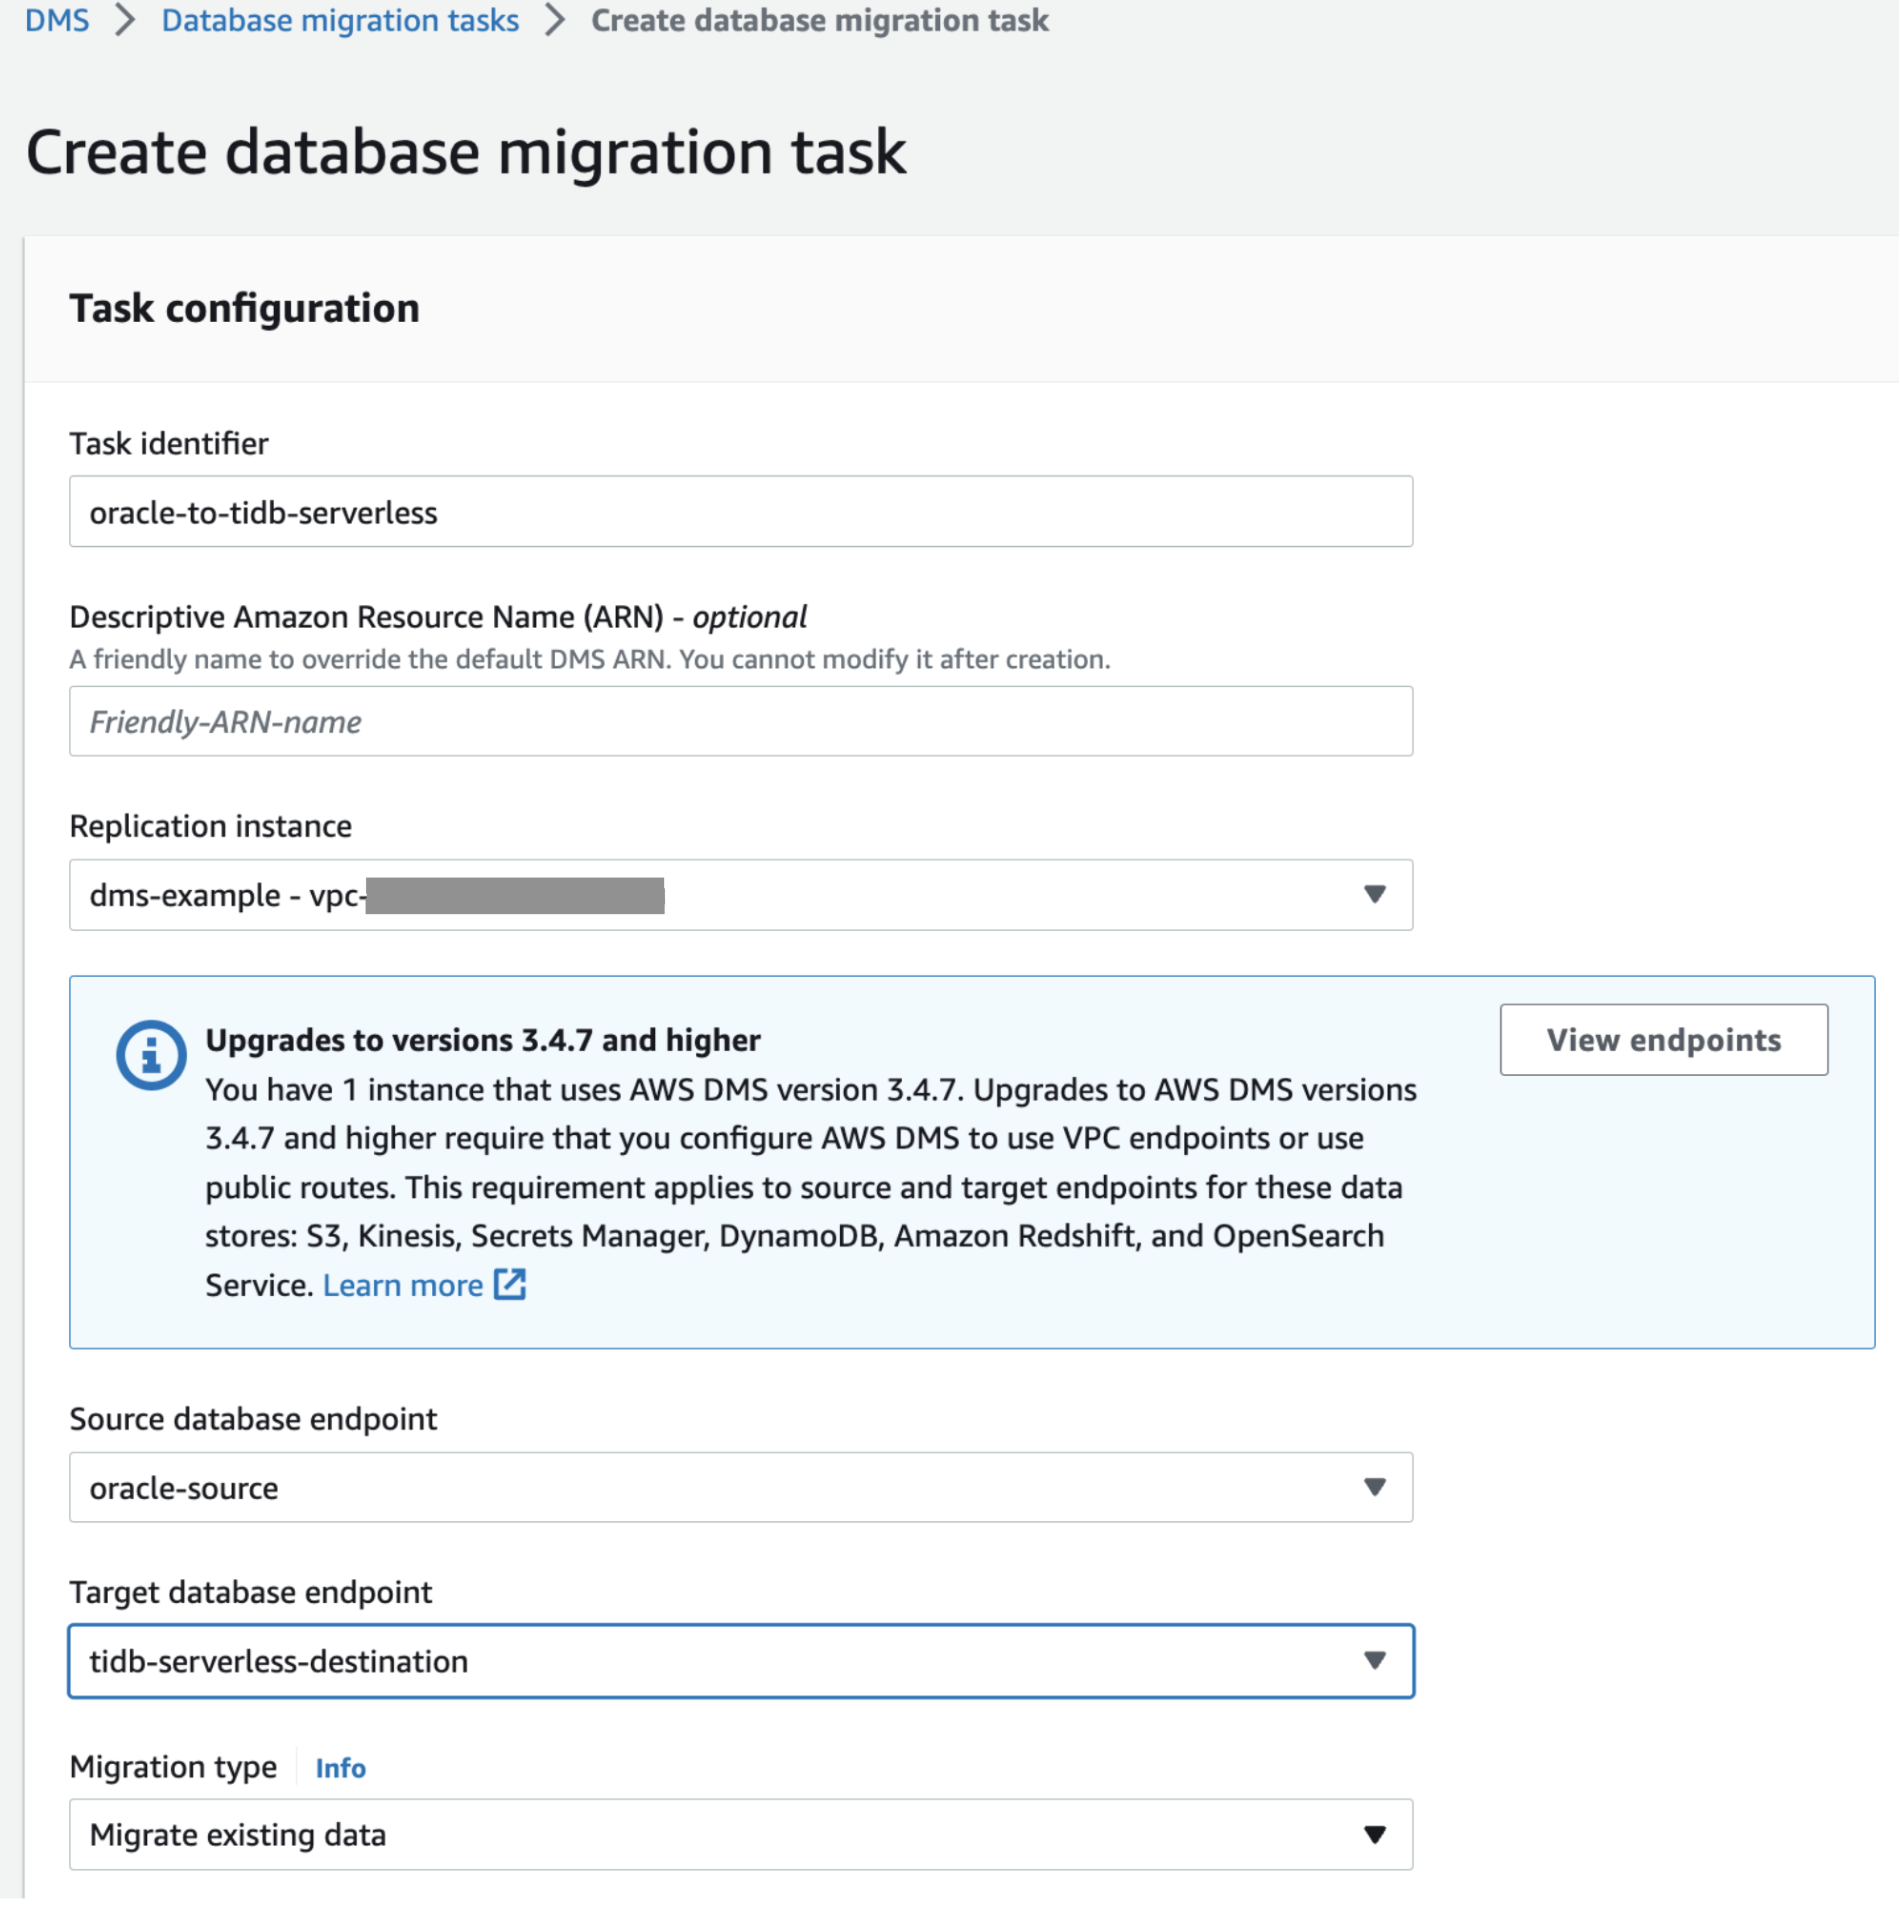 DMS > Database migration tasks > Create database migration task
Create database migration task
Task configuration
Task identifier
oracle-to-tidb-serverless
Descriptive Amazon Resource Name (ARN) - optional
A friendly name to override the default DMS ARN. You cannot modify it after creation.
Friendly-ARN-name
Replication instance
dms-example - vpc-
Upgrades to versions 3.4.7 and higher
View endpoints
You have 1 instance that uses AWS DMS version 3.4.7. Upgrades to AWS DMS versions
3.4.7 and higher require that you configure AWS DMS to use VPC endpoints or use
public routes. This requirement applies to source and target endpoints for these data
stores: S3, Kinesis, Secrets Manager, DynamoDB, Amazon Redshift, and OpenSearch
Service. Learn more
Source database endpoint
oracle-source
Target database endpoint
tidb-serverless-destination
Migration type Info
Migrate existing data